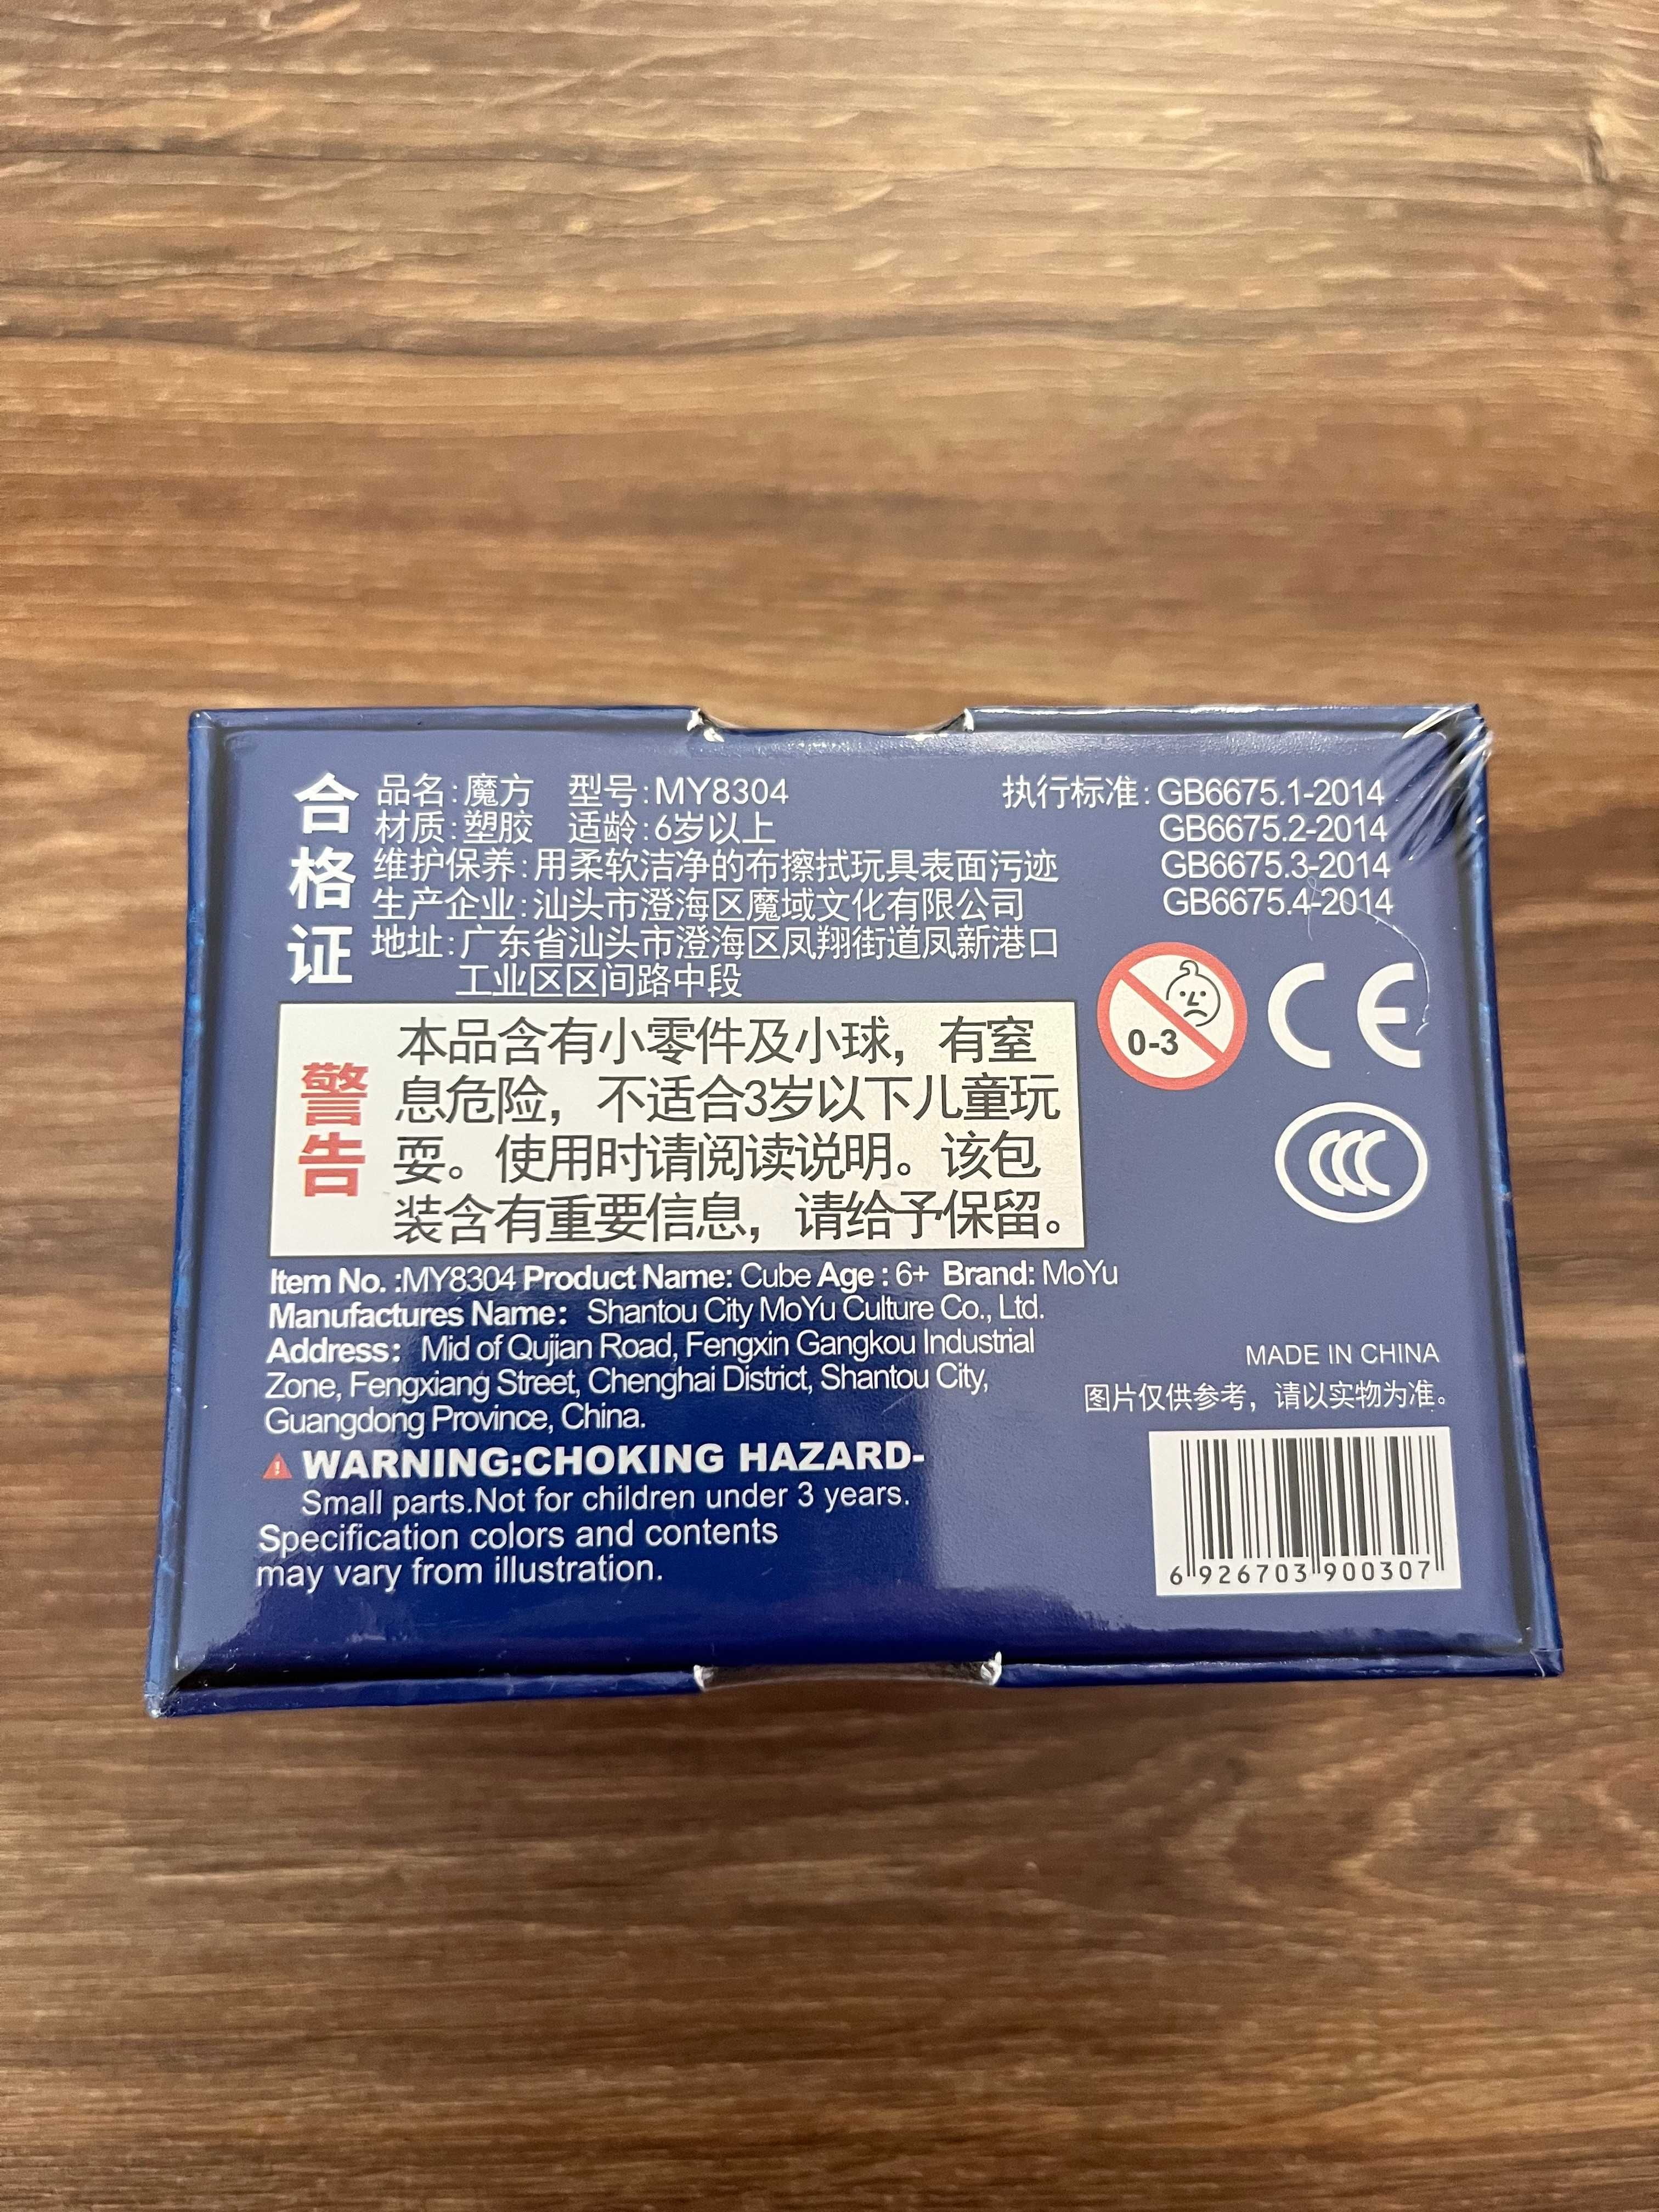 合格证
品名:魔方 型号:MY8304
材质:塑胶 适龄:6岁以上
维护保养:用柔软洁净的布擦拭玩具表面污迹
生产企业:汕头市澄海区魔域文化有限公司
地址:广东省汕头市澄海区凤翔街道凤新港口
工业区区间路中段
执行标准:GB6675.1-2014
GB6675.2-2014
GB6675.3-2014
GB6675.4-2014
0-3
CE
CCC
警告
本品含有小零件及小球，有窒
息危险，不适合3岁以下儿童玩
耍。使用时请阅读说明。该包
装含有重要信息，请给予保留。
Item No. :MY8304 Product Name: Cube Age : 6+ Brand: MoYu
Manufactures Name: Shantou City MoYu Culture Co., Ltd.
Address: Mid of Qujian Road, Fengxin Gangkou Industrial
Zone, Fengxiang Street, Chenghai District, Shantou City,
Guangdong Province, China.
WARNING:CHOKING HAZARD-
Small parts.Not for children under 3 years.
Specification colors and contents
may vary from illustration.
MADE IN CHINA
图片仅供参考，请以实物为准。
6 926703 900307